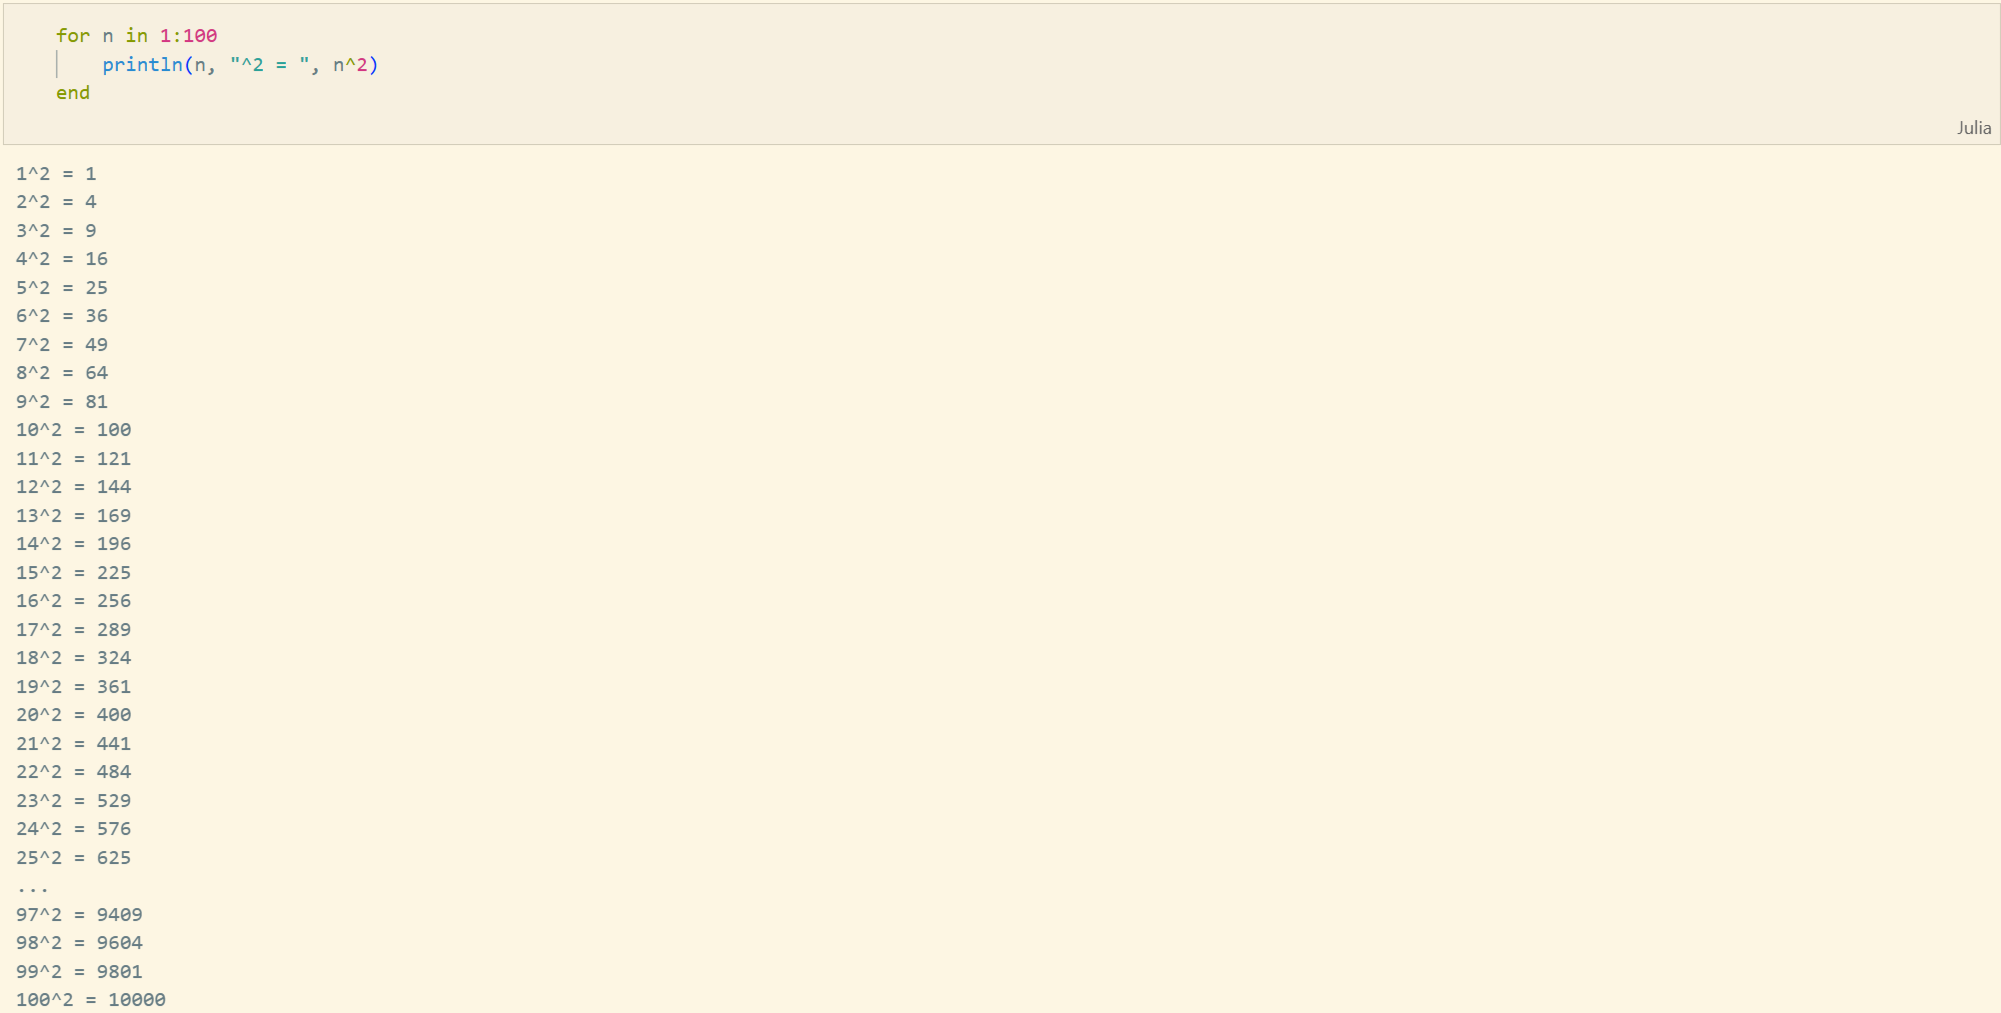 for n in 1:100
    println(n, "^2 = ", n^2)
end
Julia
1^2 = 1
2^2 = 4
3^2 = 9
4^2 = 16
5^2 = 25
6^2 = 36
7^2 = 49
8^2 = 64
9^2 = 81
10^2 = 100
11^2 = 121
12^2 = 144
13^2 = 169
14^2 = 196
15^2 = 225
16^2 = 256
17^2 = 289
18^2 = 324
19^2 = 361
20^2 = 400
21^2 = 441
22^2 = 484
23^2 = 529
24^2 = 576
25^2 = 625
...
97^2 = 9409
98^2 = 9604
99^2 = 9801
100^2 = 10000